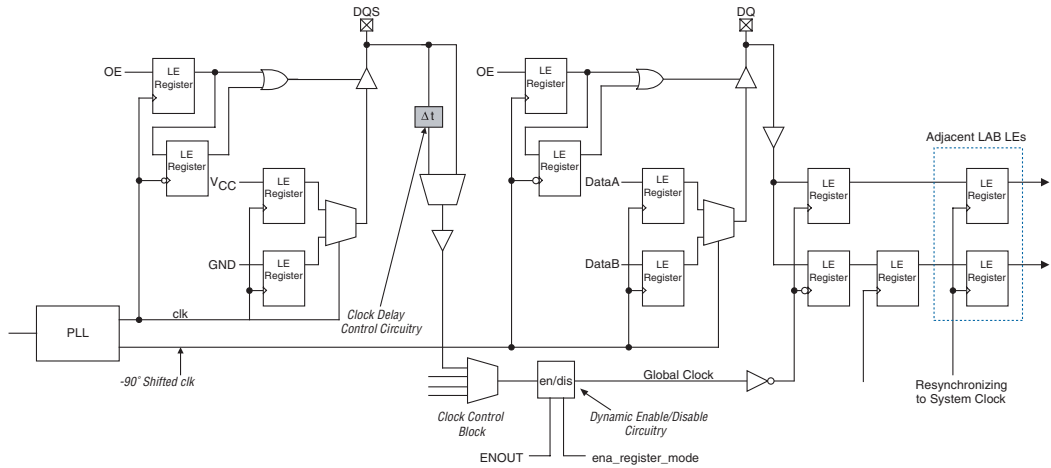 DQS
DQ
OE
LE
Register
LE
Register
V CC
LE
Register
GND
LE
Register
Δt
Clock Delay
Control Circuitry
PLL
clk
-90˚ Shifted clk
OE
LE
Register
LE
Register
DataA
LE
Register
DataB
LE
Register
Adjacent LAB LEs
LE
Register
LE
Register
LE
Register
LE
Register
LE
Register
Clock Control
Block
en/dis
Global Clock
Dynamic Enable/Disable
Circuitry
ENOUT
ena_register_mode
Resynchronizing
to System Clock